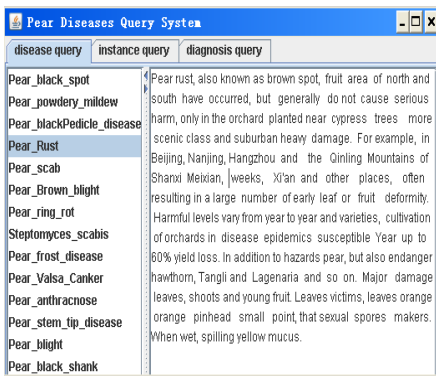 Pear Diseases Query System
disease query
instance query
diagnosis query
Pear_black_spot
Pear_powdery_mildew
Pear_blackPedicle_disease
Pear_Rust
Pear_scab
Pear_Brown_blight
Pear_ring_rot
Steptomyces_scabis
Pear_frost_disease
Pear_Valsa_Canker
Pear_anthracnose
Pear_stem_tip_disease
Pear_blight
Pear_black_shank
Pear rust, also known as brown spot, fruit area of north and
south have occurred, but generally do not cause serious
harm, only in the orchard planted near cypress trees more
scenic class and suburban heavy damage. For example, in
Beijing, Nanjing, Hangzhou and the Qinling Mountains of
Shanxi Meixian, weeks, Xi'an and other places, often
resulting in a large number of early leaf or fruit deformity.
Harmful levels vary from year to year and varieties, cultivation
of orchards in disease epidemics susceptible Year up to
60% yield loss. In addition to hazards pear, but also endanger
hawthorn, Tangli and Lagenaria and so on. Major damage
leaves, shoots and young fruit. Leaves victims, leaves orange
orange pinhead small point, that sexual spores makers.
When wet, spilling yellow mucus.